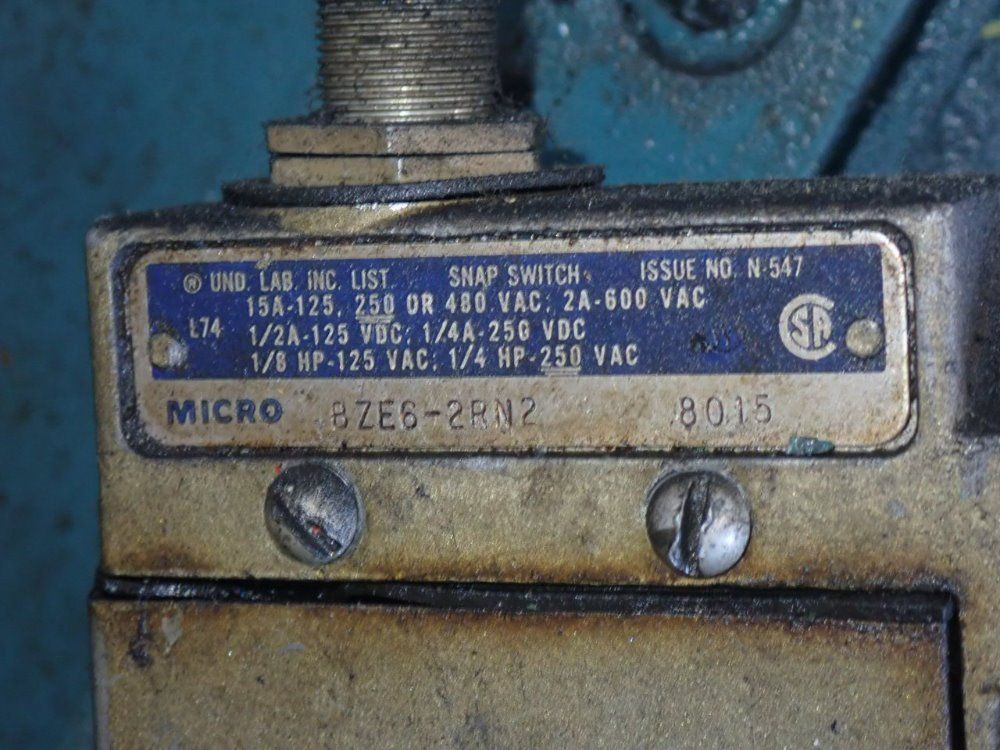 ® UND. LAB. INC. LIST. SNAP SWITCH ISSUE NO. N-547
15A-125, 250 OR 480 VAC; 2A-600 VAC
L74
1/2A-125 VDC; 1/4A-250 VDC
1/8 HP-125 VAC; 1/4 HP-250 VAC
SA
MICRO BZE6-2RN2 8015